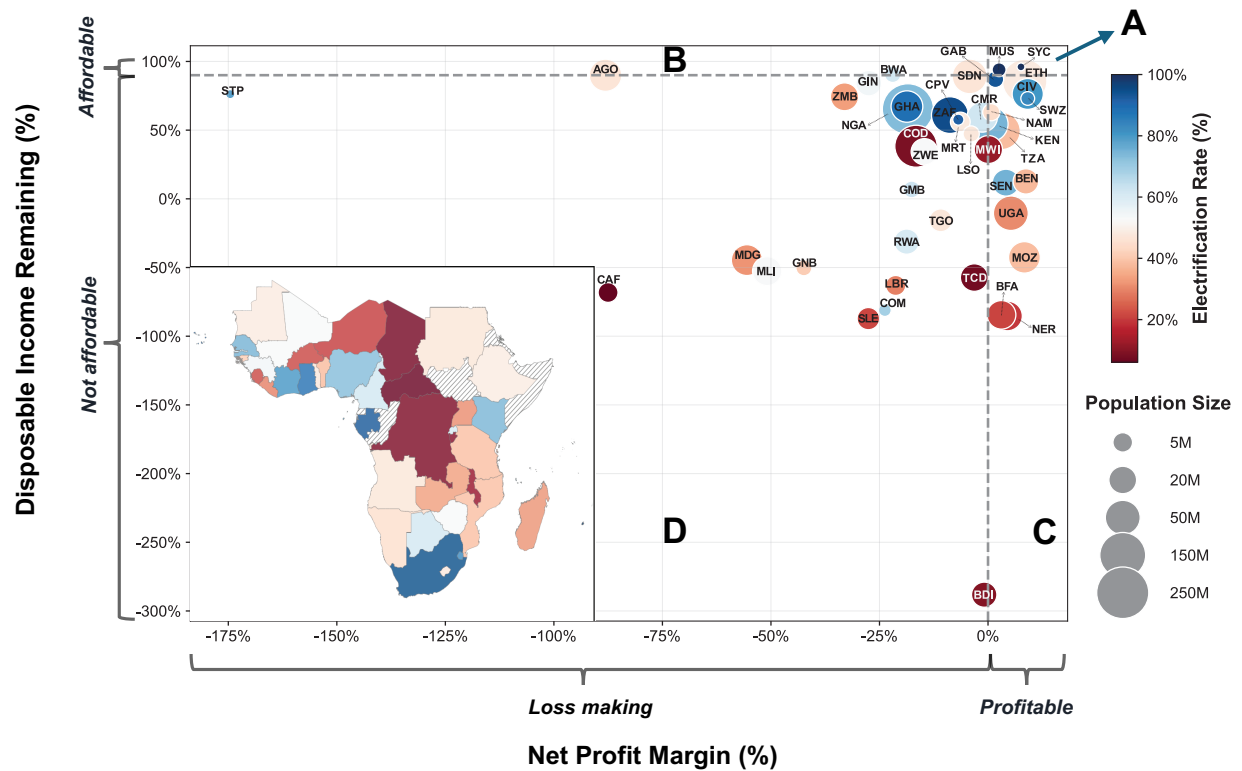 A
B
C
D
Disposable Income Remaining (%)
Affordable
Not affordable
100%
50%
0%
-50%
-100%
-150%
-200%
-250%
-300%
-175%
-150%
-125%
-100%
-75%
-50%
-25%
0%
Loss making
Profitable
Net Profit Margin (%)
STP
AGO
GAB
MUS
SYC
BWA
SDN
ETH
GIN
CPV
CIV
ZMB
CMR
SWZ
GHA
ZAF
NAM
NGA
COD
KEN
ZWE
MRT
MWI
TZA
LSO
GMB
SEN
BEN
TGO
UGA
RWA
MDG
MLI
GNB
MOZ
CAF
LBR
TCD
COM
BFA
SLE
NER
BDI
100%
80%
60%
40%
20%
Electrification Rate (%)
Population Size
5M
20M
50M
150M
250M